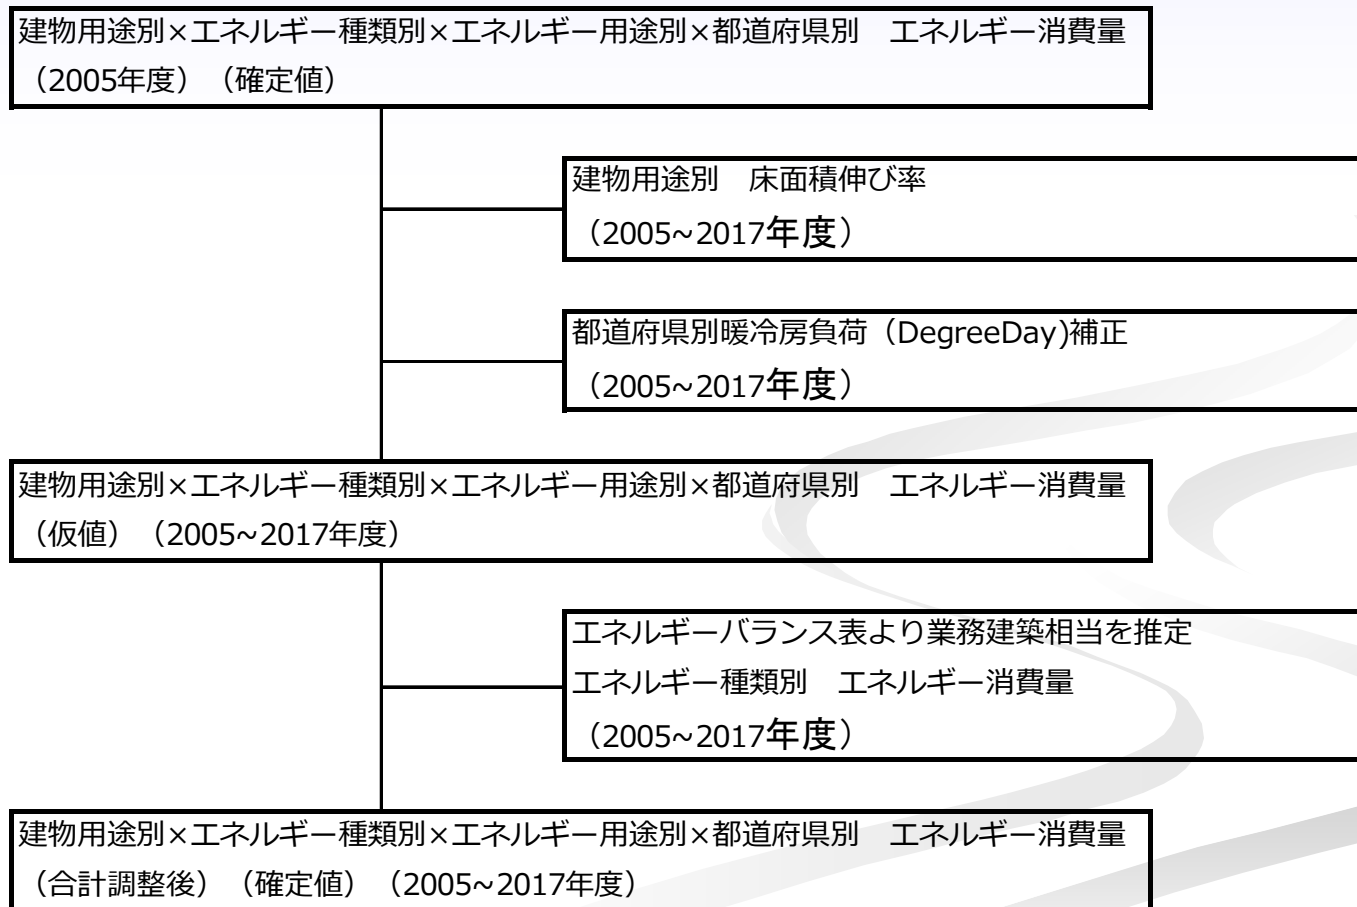 建物用途別×エネルギー種類別×エネルギー用途別×都道府県別　エネルギー消費量
（2005年度）（確定値）
建物用途別　床面積伸び率
（2005~2017年度）
都道府県別暖冷房負荷（DegreeDay)補正
（2005~2017年度）
建物用途別×エネルギー種類別×エネルギー用途別×都道府県別　エネルギー消費量
（仮値）（2005~2017年度）
エネルギーバランス表より業務建築相当を推定
エネルギー種類別　エネルギー消費量
（2005~2017年度）
建物用途別×エネルギー種類別×エネルギー用途別×都道府県別　エネルギー消費量
（合計調整後）（確定値）（2005~2017年度）